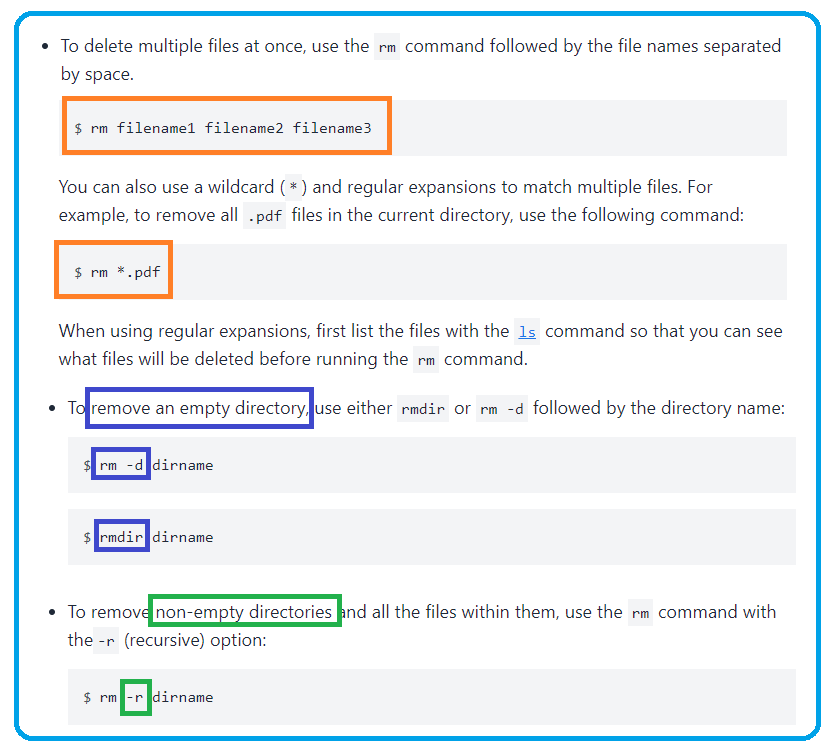 To delete multiple files at once, use the rm command followed by the file names separated
by space.
$ rm filename1 filename2 filename3
You can also use a wildcard (*) and regular expansions to match multiple files. For
example, to remove all .pdf files in the current directory, use the following command:
$ rm *.pdf
When using regular expansions, first list the files with the ls command so that you can see
what files will be deleted before running the rm command.
To remove an empty directory, use either rmdir or rm -d followed by the directory name:
$ rm -d dirname
$ rmdir dirname
To remove non-empty directories and all the files within them, use the rm command with
the -r (recursive) option:
$ rm -r dirname